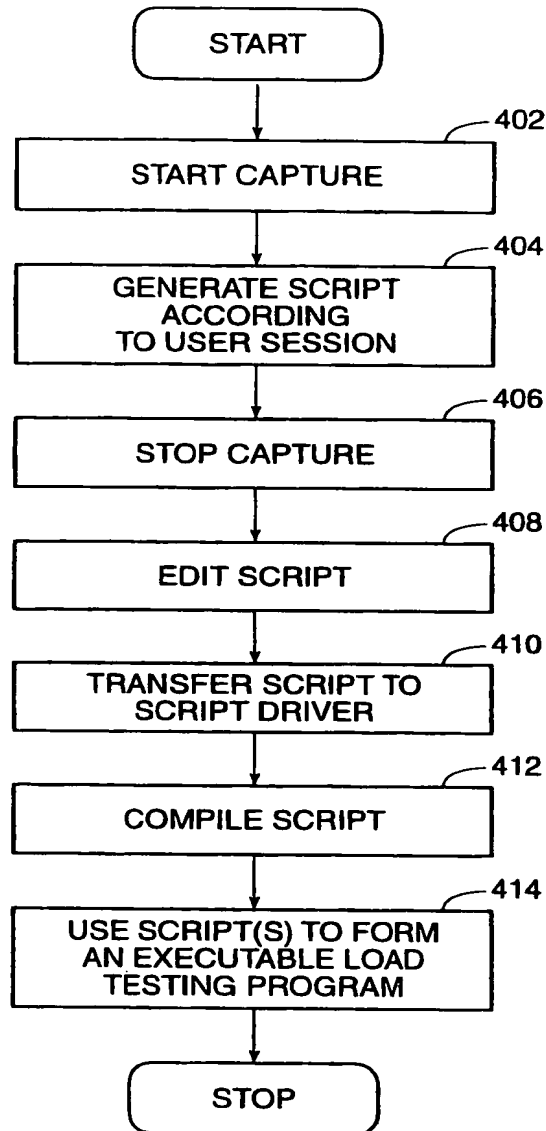 START
402
START CAPTURE
404
GENERATE SCRIPT
ACCORDING
TO USER SESSION
406
STOP CAPTURE
408
EDIT SCRIPT
410
TRANSFER SCRIPT TO
SCRIPT DRIVER
412
COMPILE SCRIPT
414
USE SCRIPT(S) TO FORM
AN EXECUTABLE LOAD
TESTING PROGRAM
STOP